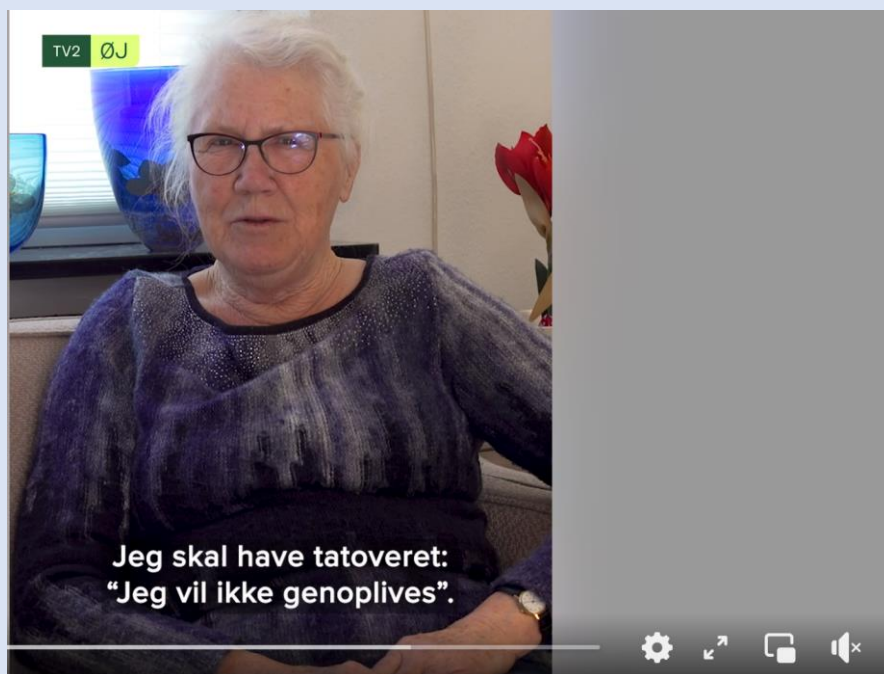 TV2 ØJ
Jeg skal have tatoveret:
“Jeg vil ikke genoplives”.